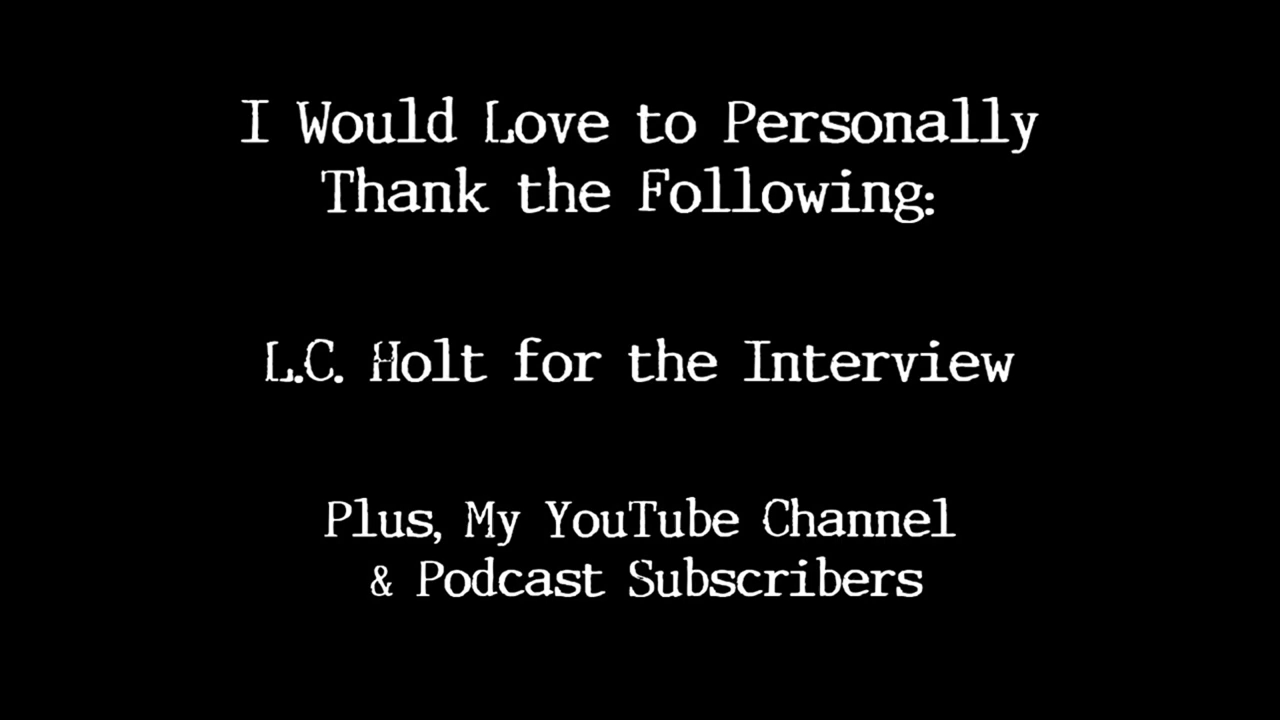 I Would Love to Personally
Thank the Following:
L.C. Holt for the Interview
Plus, My YouTube Channel
& Podcast Subscribers